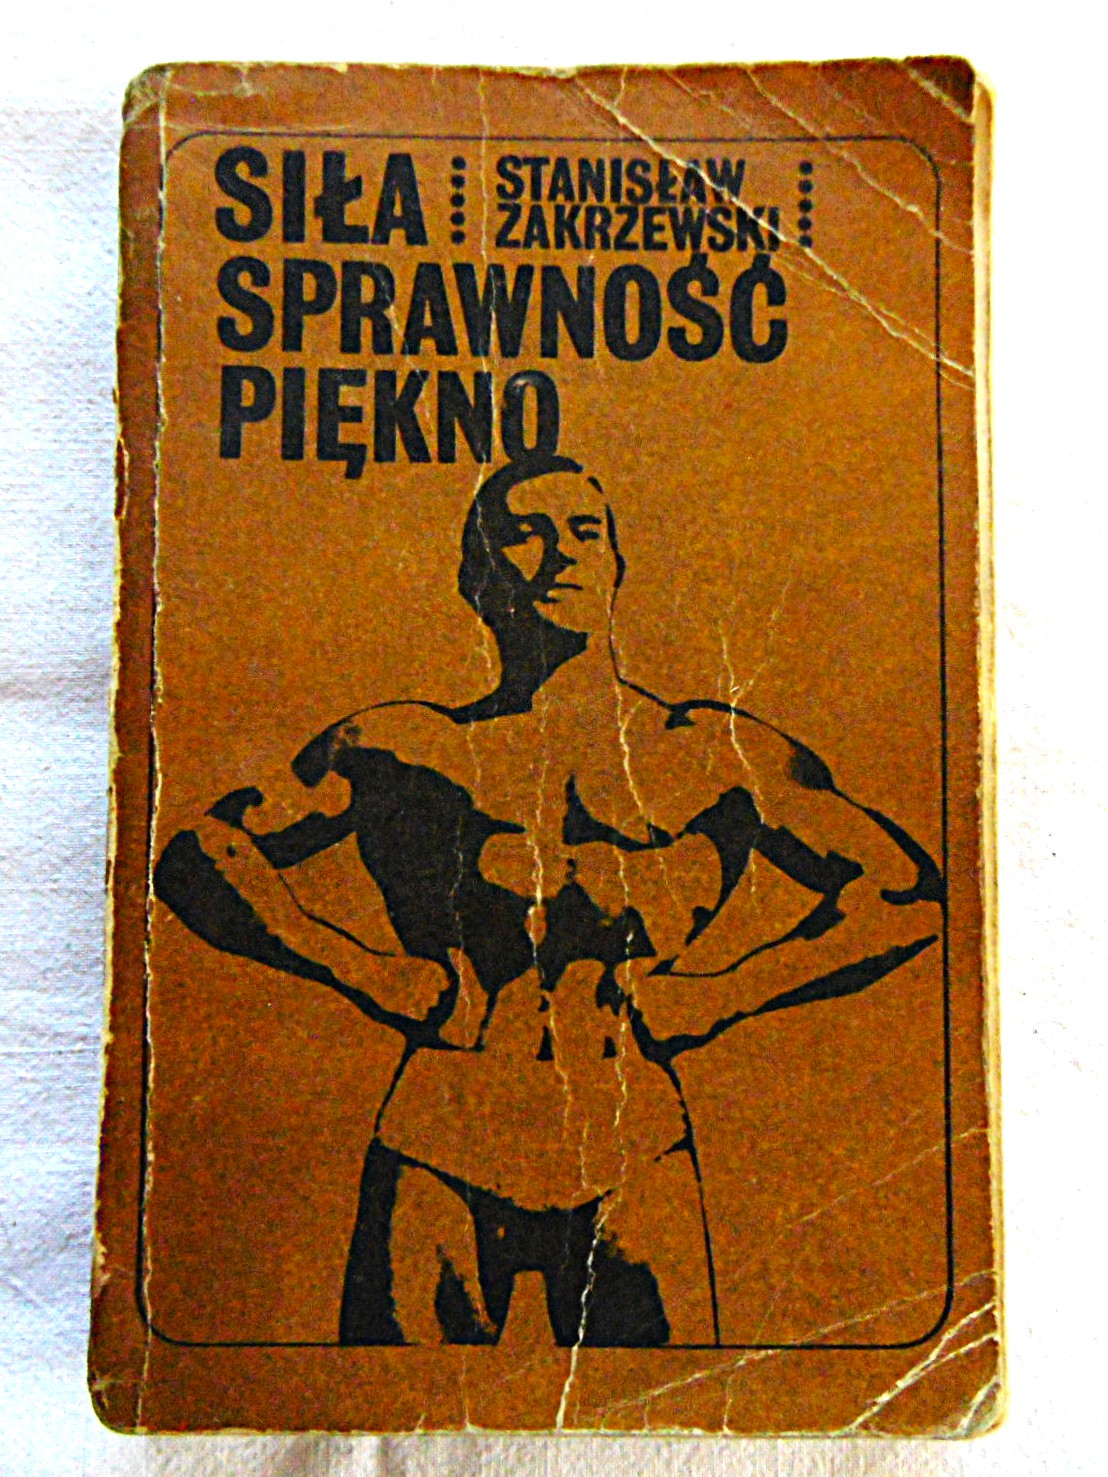 SIŁA
STANISŁAW
ZAKRZEWSKI
SPRAWNOŚĆ
PIĘKNO